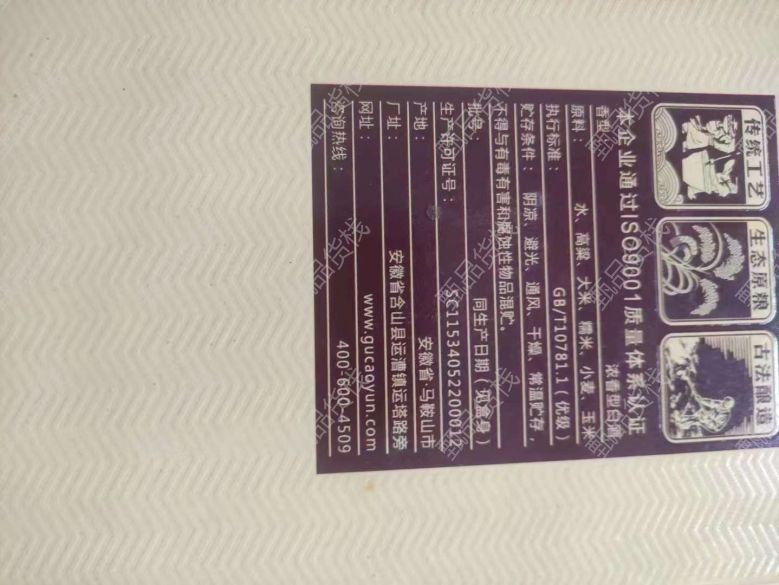 传统工艺
生态原粮
古法酿造
本企业通过ISO9001质量体系认证
香型： 浓香型白酒
原料： 水、高粱、大米、糯米、小麦、玉米
执行标准： GB/T10781.1（优级）
贮存条件： 阴凉、避光、通风、干燥、常温贮存，
不得与有毒有害和腐蚀性物品混贮。
批号： 同生产日期（见盒身）
生产许可证号： SC11534052200012
产地： 安徽省马鞍山市
厂址： 安徽省含山县运漕镇运塔路旁
网址： www.gucaoyun.com
咨询热线： 400-600-4509
甄品货栈